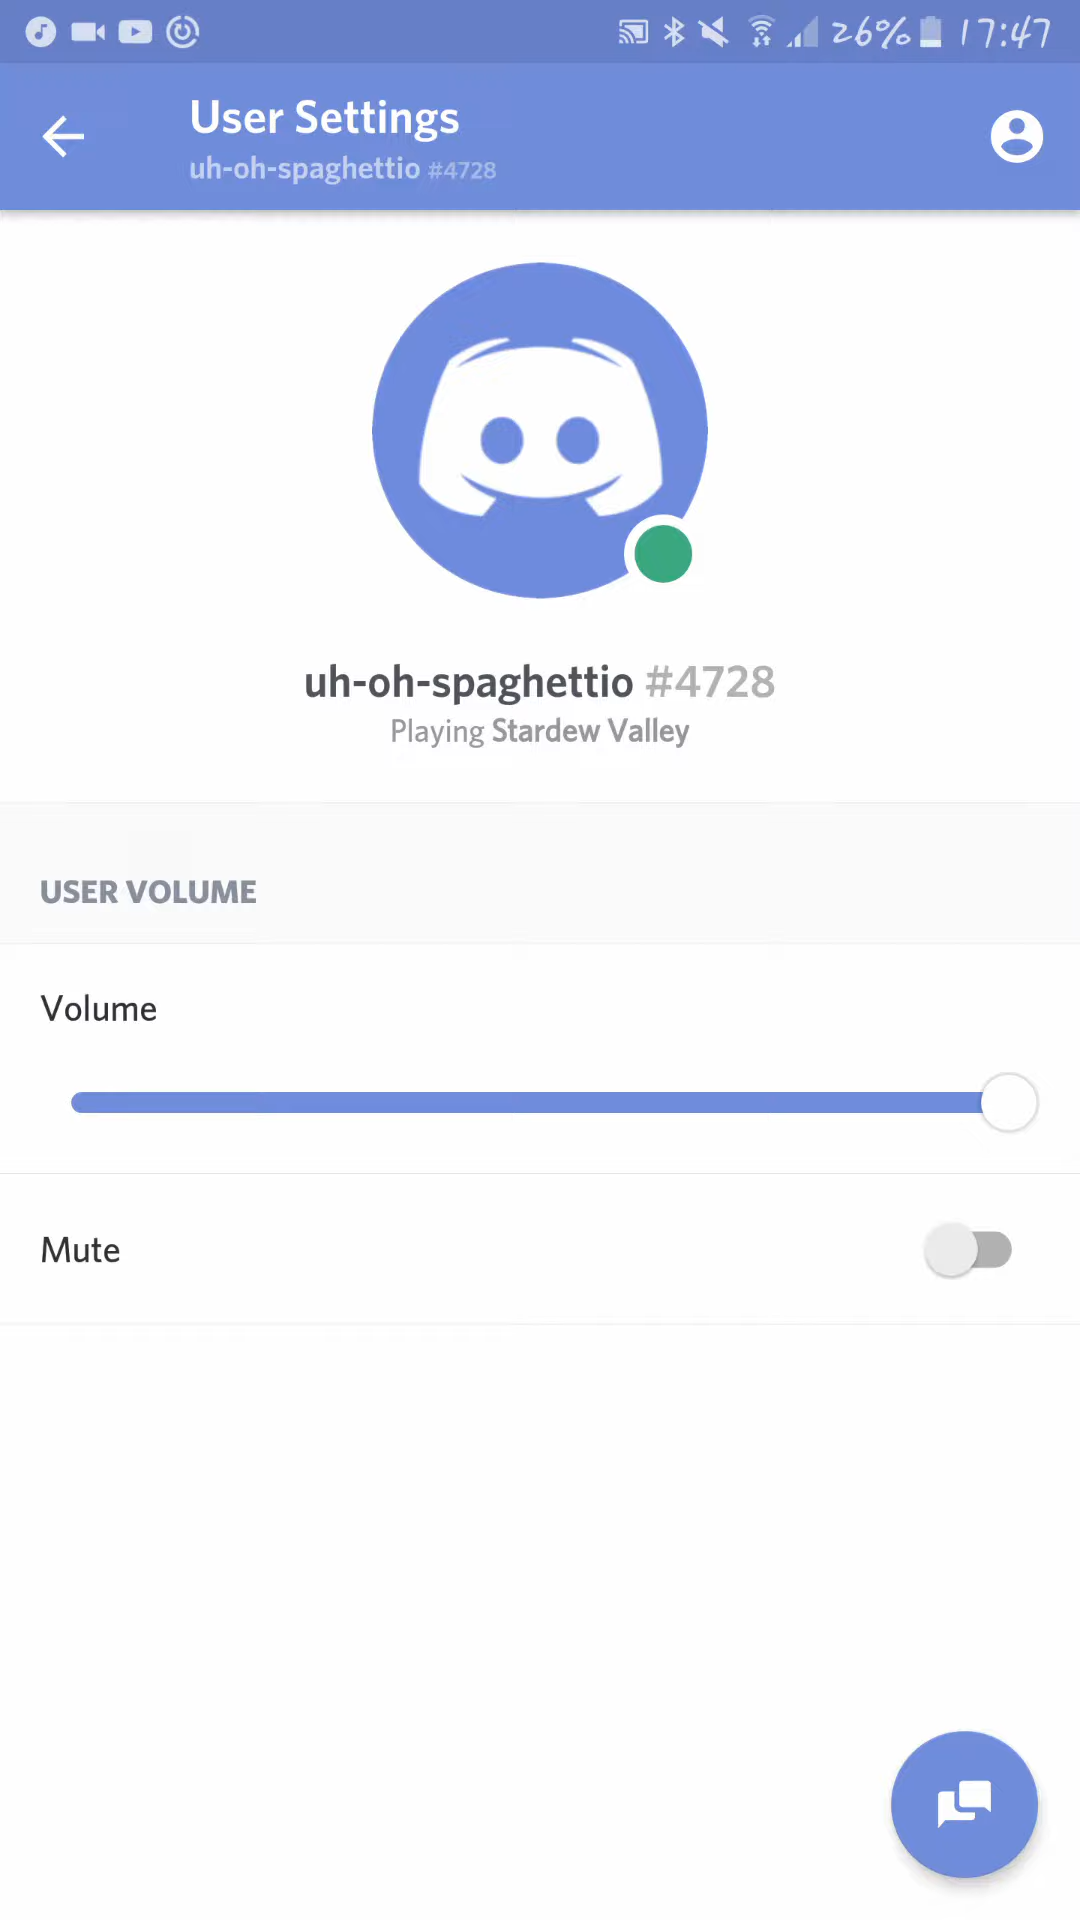 26% 17:47
User Settings
uh-oh-spaghettio #4728
uh-oh-spaghettio #4728
Playing Stardew Valley
USER VOLUME
Volume
Mute